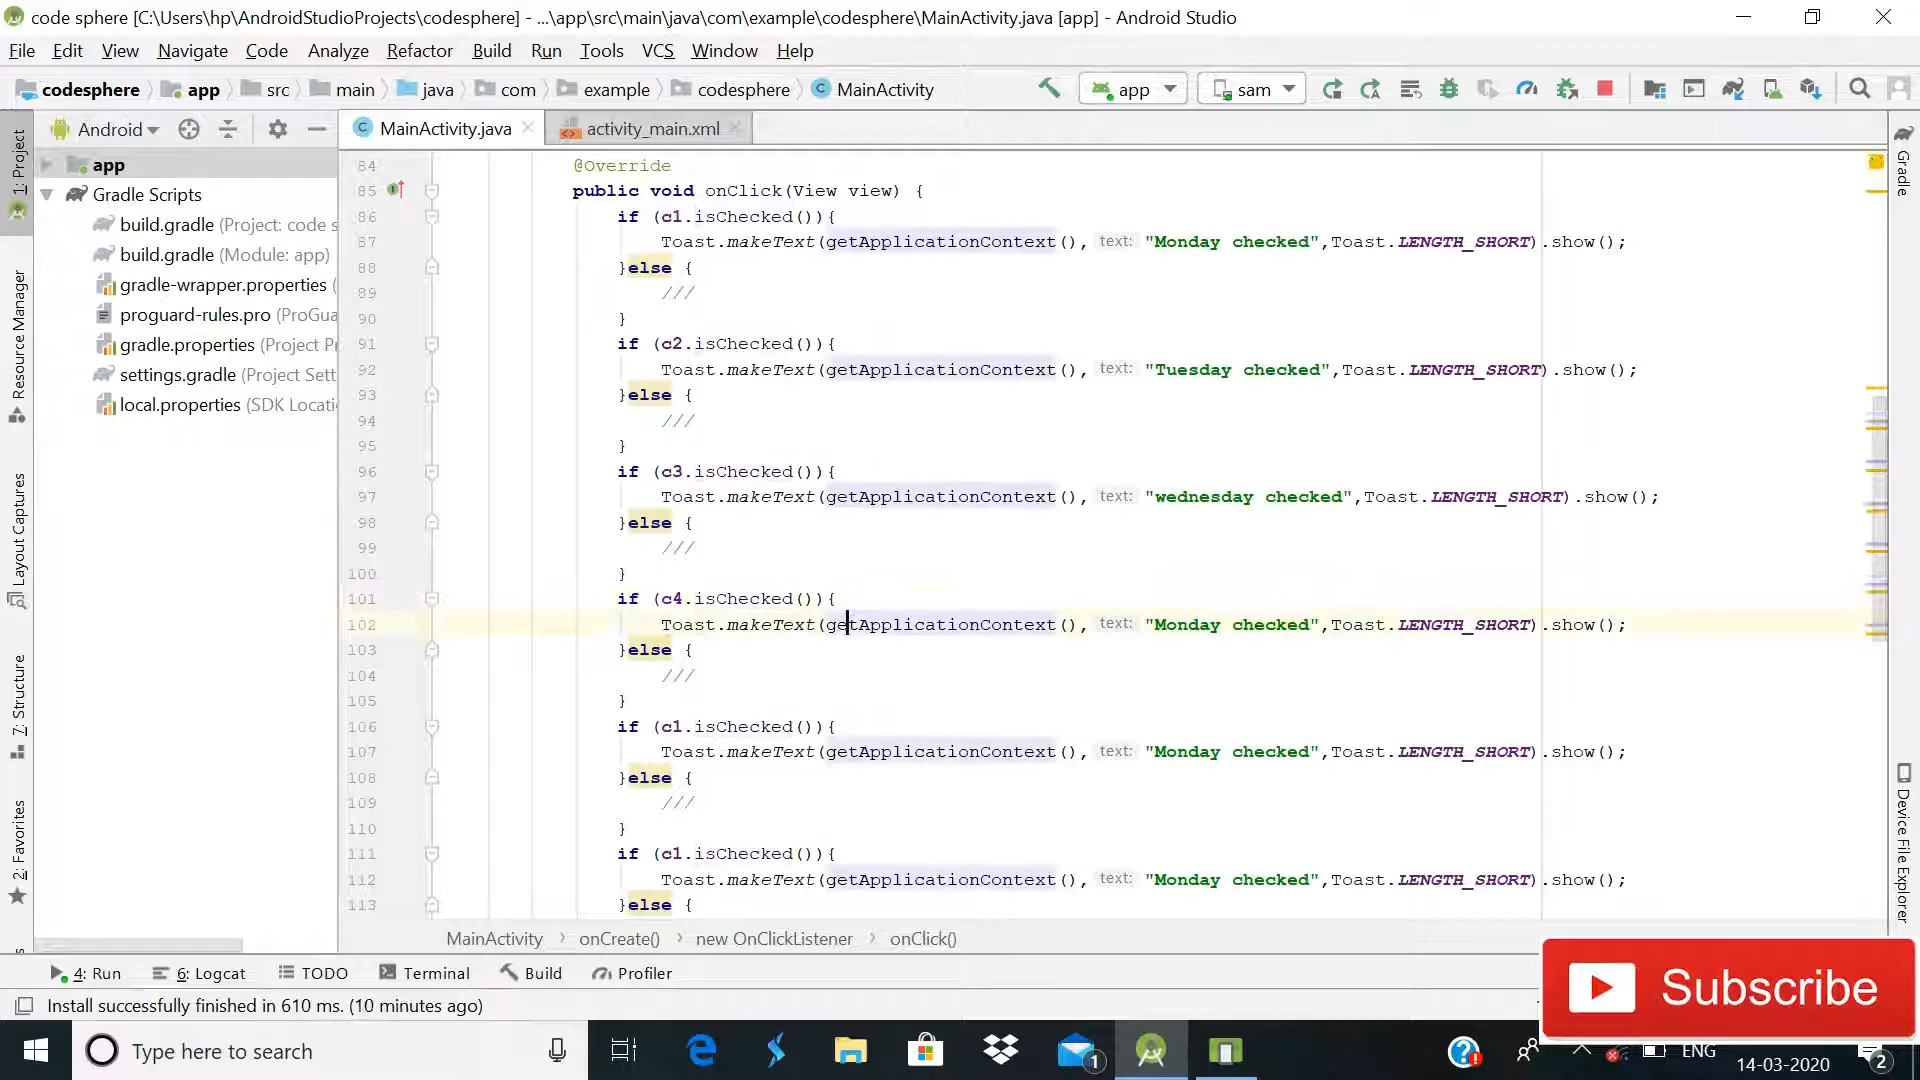 code sphere [C:\Users\hp\AndroidStudioProjects\codesphere] - ...\app\src\main\java\com\example\codesphere\MainActivity.java [app] - Android Studio
File Edit View Navigate Code Analyze Refactor Build Run Tools VCS Window Help
codesphere app src main java com example codesphere MainActivity app sam
Android MainActivity.java activity_main.xml
1: Project
Resource Manager
Layout Captures
7: Structure
2: Favorites
app
Gradle Scripts
build.gradle (Project: code s
build.gradle (Module: app)
gradle-wrapper.properties (
proguard-rules.pro (ProGua
gradle.properties (Project P
settings.gradle (Project Sett
local.properties (SDK Locati
84 @Override
85 public void onClick(View view) {
86 if (c1.isChecked()){
87 Toast.makeText(getApplicationContext(), text: "Monday checked",Toast.LENGTH_SHORT).show();
88 }else {
89 ///
90 }
91 if (c2.isChecked()){
92 Toast.makeText(getApplicationContext(), text: "Tuesday checked",Toast.LENGTH_SHORT).show();
93 }else {
94 ///
95 }
96 if (c3.isChecked()){
97 Toast.makeText(getApplicationContext(), text: "wednesday checked",Toast.LENGTH_SHORT).show();
98 }else {
99 ///
100 }
101 if (c4.isChecked()){
102 Toast.makeText(getApplicationContext(), text: "Monday checked",Toast.LENGTH_SHORT).show();
103 }else {
104 ///
105 }
106 if (c1.isChecked()){
107 Toast.makeText(getApplicationContext(), text: "Monday checked",Toast.LENGTH_SHORT).show();
108 }else {
109 ///
110 }
111 if (c1.isChecked()){
112 Toast.makeText(getApplicationContext(), text: "Monday checked",Toast.LENGTH_SHORT).show();
113 }else {
Gradle
Device File Explorer
MainActivity onCreate() new OnClickListener onClick()
4: Run 6: Logcat TODO Terminal Build Profiler
Subscribe
Install successfully finished in 610 ms. (10 minutes ago)
Type here to search
1
ENG
14-03-2020
2